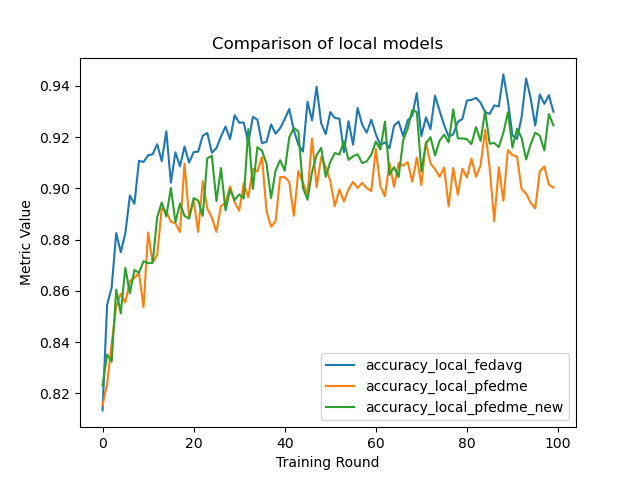 Comparison of local models
Metric Value
0.94
0.92
0.90
0.88
0.86
0.84
0.82
accuracy_local_fedavg
accuracy_local_pfedme
accuracy_local_pfedme_new
0 20 40 60 80 100
Training Round